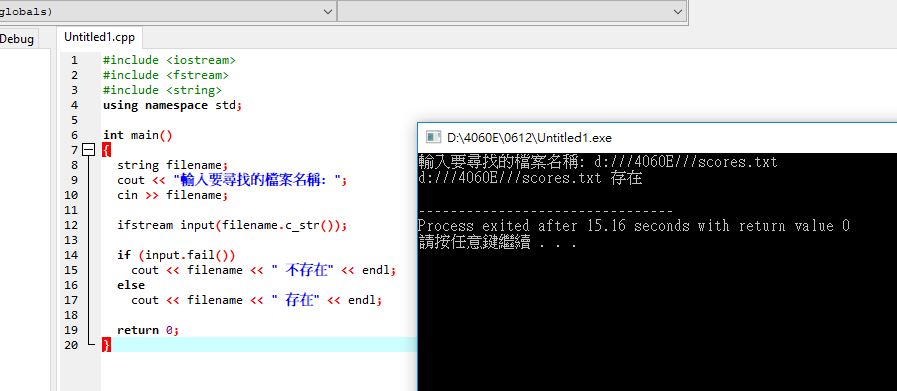 globals)
Debug
Untitled1.cpp
1 #include <iostream>
2 #include <fstream>
3 #include <string>
4 using namespace std;
5
6 int main()
7 {
8 string filename;
9 cout << "輸入要尋找的檔案名稱: ";
10 cin >> filename;
11
12 ifstream input(filename.c_str());
13
14 if (input.fail())
15 cout << filename << " 不存在" << endl;
16 else
17 cout << filename << " 存在" << endl;
18
19 return 0;
20 }
D:\4060E\0612\Untitled1.exe
輸入要尋找的檔案名稱: d:///4060E///scores.txt
d:///4060E///scores.txt 存在
--------------------------------
Process exited after 15.16 seconds with return value 0
請按任意鍵繼續 . . .